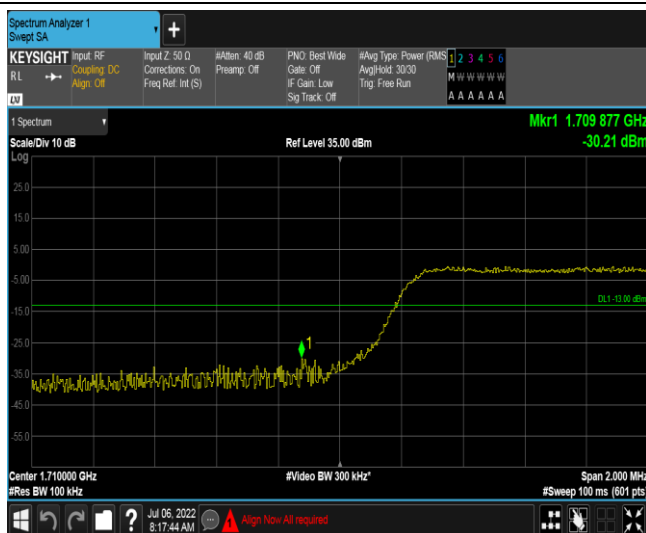 Spectrum Analyzer 1
Swept SA
KEYSIGHT
RL
LXI
Input: RF
Coupling: DC
Align: Off
Input Z: 50 Ω
Corrections: On
Freq Ref: Int (S)
#Atten: 40 dB
Preamp: Off
PNO: Best Wide
Gate: Off
IF Gain: Low
Sig Track: Off
#Avg Type: Power (RMS
Avg|Hold: 30/30
Trig: Free Run
1 2 3 4 5 6
M W W W W W
A A A A A A
1 Spectrum
Mkr1 1.709 877 GHz
Scale/Div 10 dB
Ref Level 35.00 dBm
-30.21 dBm
Log
25.0
15.0
5.00
-5.00
DL1 -13.00 dBm
-15.0
-25.0
1
-35.0
-45.0
-55.0
Center 1.710000 GHz
#Video BW 300 kHz*
Span 2.000 MHz
#Res BW 100 kHz
#Sweep 100 ms (601 pts
?
Jul 06, 2022
8:17:44 AM
Align Now All required